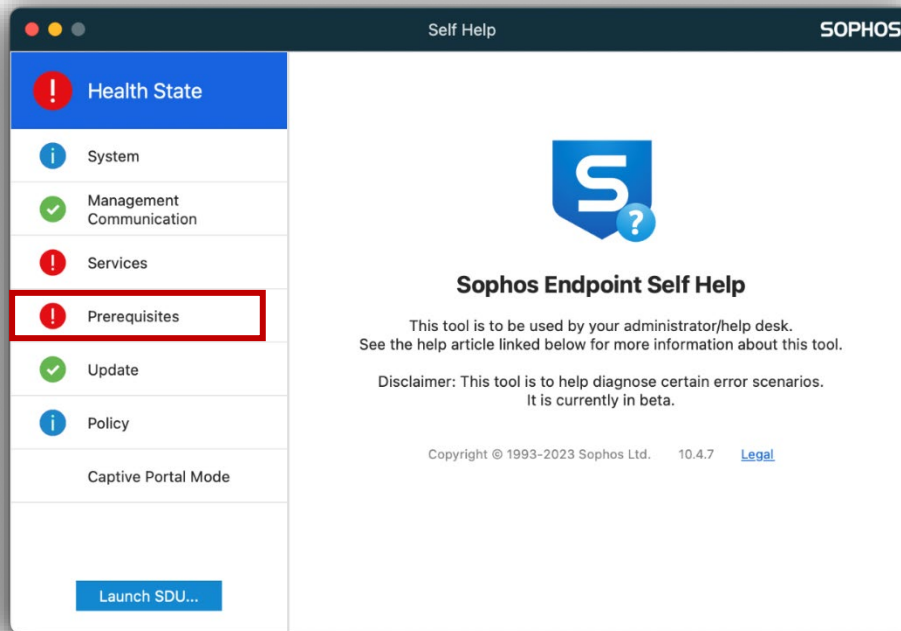 Self Help
SOPHOS
Health State
System
Management
Communication
Services
Prerequisites
Update
Policy
Captive Portal Mode
Launch SDU...
S
?
Sophos Endpoint Self Help
This tool is to be used by your administrator/help desk.
See the help article linked below for more information about this tool.
Disclaimer: This tool is to help diagnose certain error scenarios.
It is currently in beta.
Copyright © 1993-2023 Sophos Ltd. 10.4.7 Legal